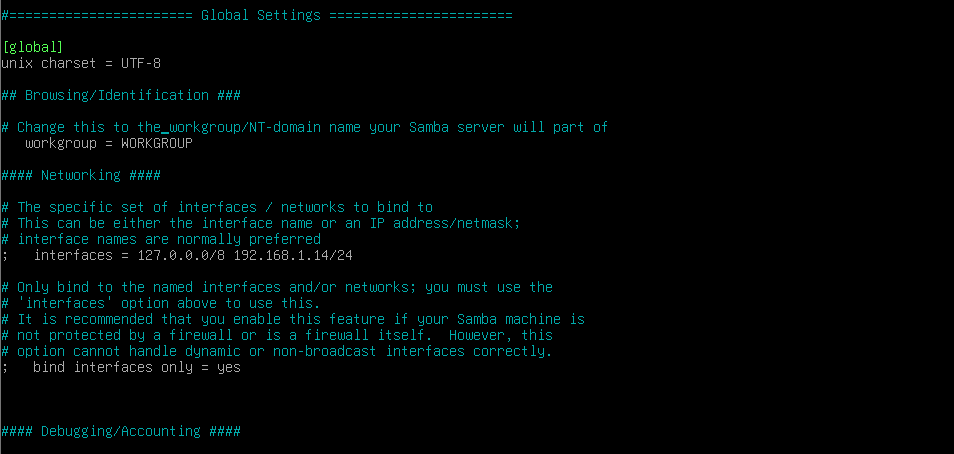 #======================= Global Settings =======================
[global]
unix charset = UTF-8
## Browsing/Identification ###
# Change this to the_workgroup/NT-domain name your Samba server will part of
   workgroup = WORKGROUP
#### Networking ####
# The specific set of interfaces / networks to bind to
# This can be either the interface name or an IP address/netmask;
# interface names are normally preferred
;   interfaces = 127.0.0.0/8 192.168.1.14/24
# Only bind to the named interfaces and/or networks; you must use the
# 'interfaces' option above to use this.
# It is recommended that you enable this feature if your Samba machine is
# not protected by a firewall or is a firewall itself.  However, this
# option cannot handle dynamic or non-broadcast interfaces correctly.
;   bind interfaces only = yes
#### Debugging/Accounting ####